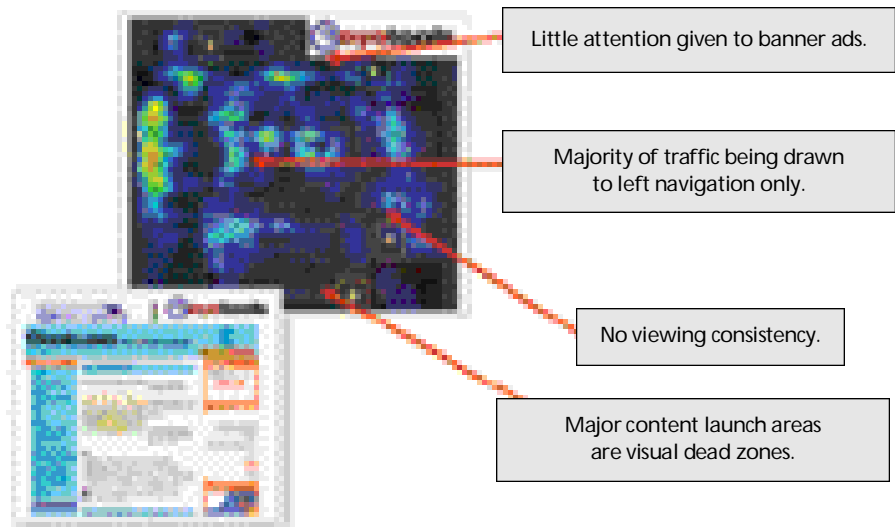 Little attention given to banner ads.
Majority of traffic being drawn
to left navigation only.
No viewing consistency.
Major content launch areas
are visual dead zones.